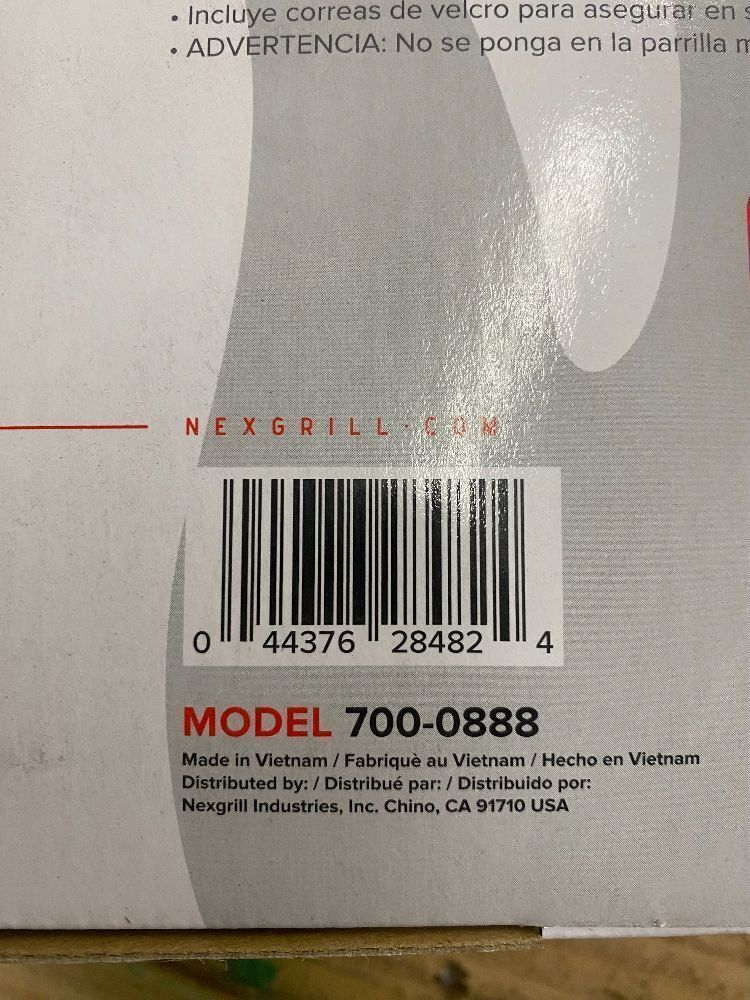 • Incluye correas de velcro para asegurar en
• ADVERTENCIA: No se ponga en la parrilla
NEXGRILL.COM
0 44376 28482 4
MODEL 700-0888
Made in Vietnam / Fabriquè au Vietnam / Hecho en Vietnam
Distributed by: / Distribué par: / Distribuido por:
Nexgrill Industries, Inc. Chino, CA 91710 USA